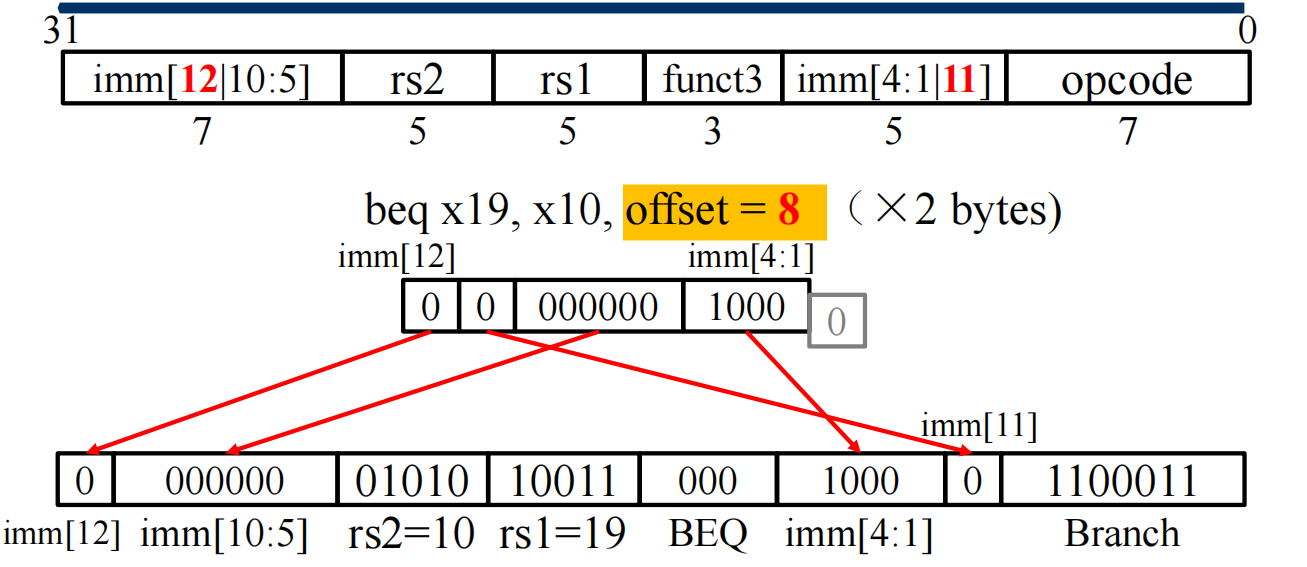 31 0
imm[12|10:5] rs2 rs1 funct3 imm[4:1|11] opcode
7 5 5 3 5 7
beq x19, x10, offset = 8 （×2 bytes)
imm[12] imm[4:1]
0 0 000000 1000 0
imm[11]
0 000000 01010 10011 000 1000 0 1100011
imm[12] imm[10:5] rs2=10 rs1=19 BEQ imm[4:1] Branch